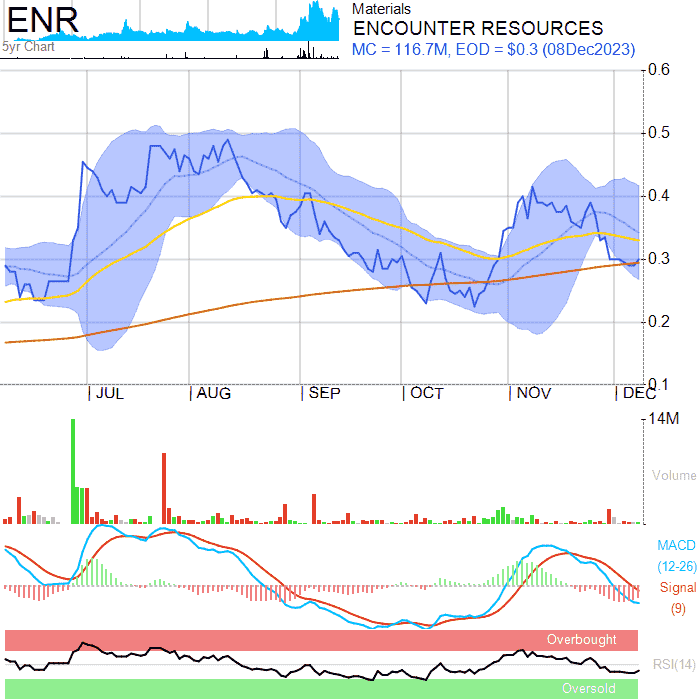 ENR
5yr Chart
Materials
ENCOUNTER RESOURCES
MC = 116.7M, EOD = $0.3 (08Dec2023)
0.6
0.5
0.4
0.3
0.2
0.1
JUL AUG SEP OCT NOV DEC
14M
Volume
MACD
(12-26)
Signal
(9)
Overbought
RSI(14)
Oversold